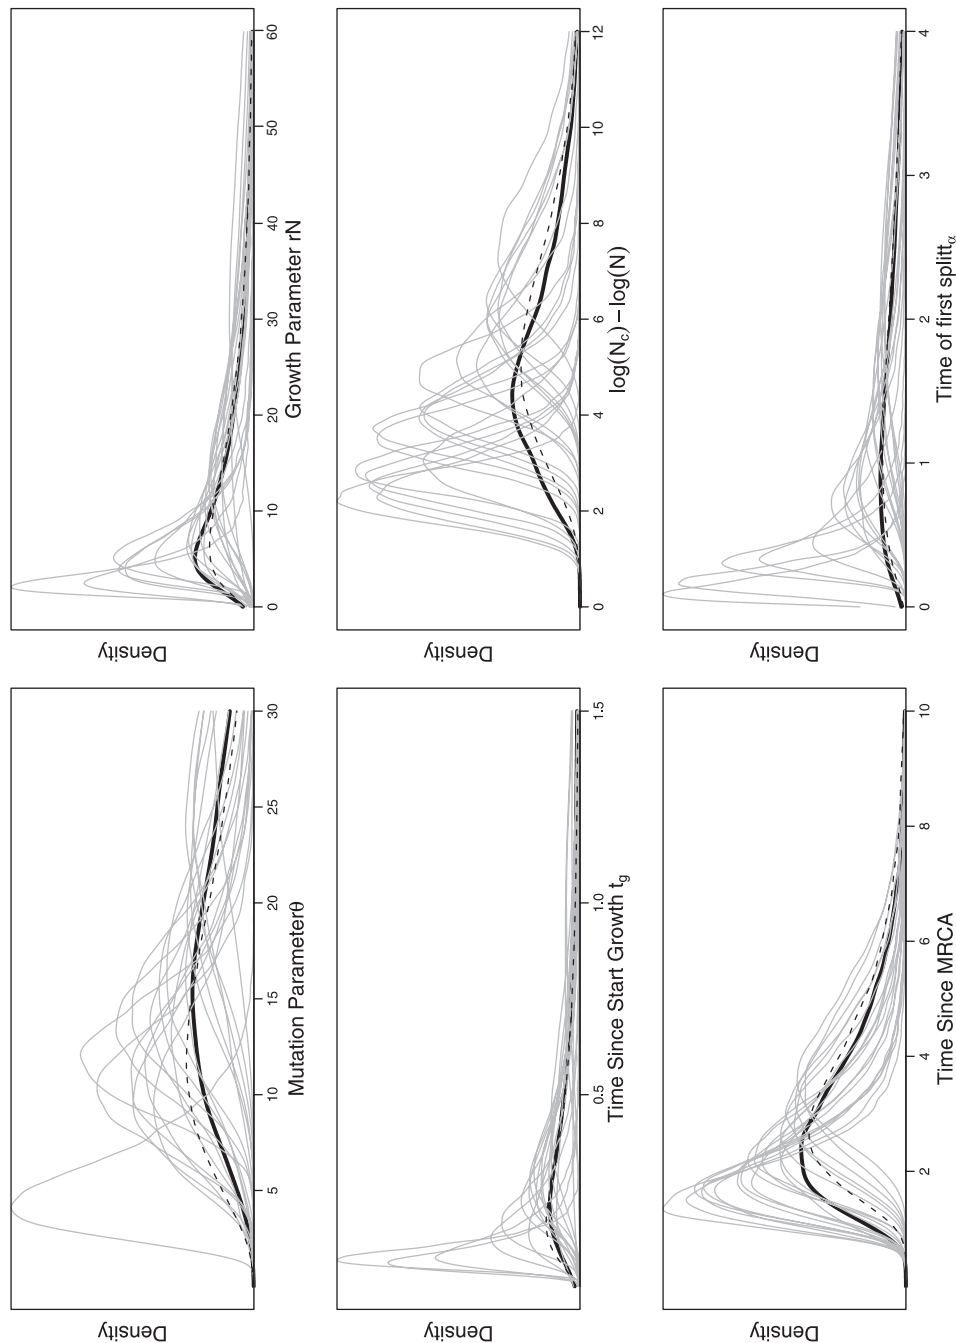 Density
5 10 15 20 25 30
Mutation Parameterθ
Density
0 10 20 30 40 50 60
Growth Parameter rN
Density
0.5 1.0 1.5
Time Since Start Growth t_g
Density
0 2 4 6 8 10 12
log(N_c)−log(N)
Density
2 4 6 8 10
Time Since MRCA
Density
0 1 2 3 4
Time of first splitt_α